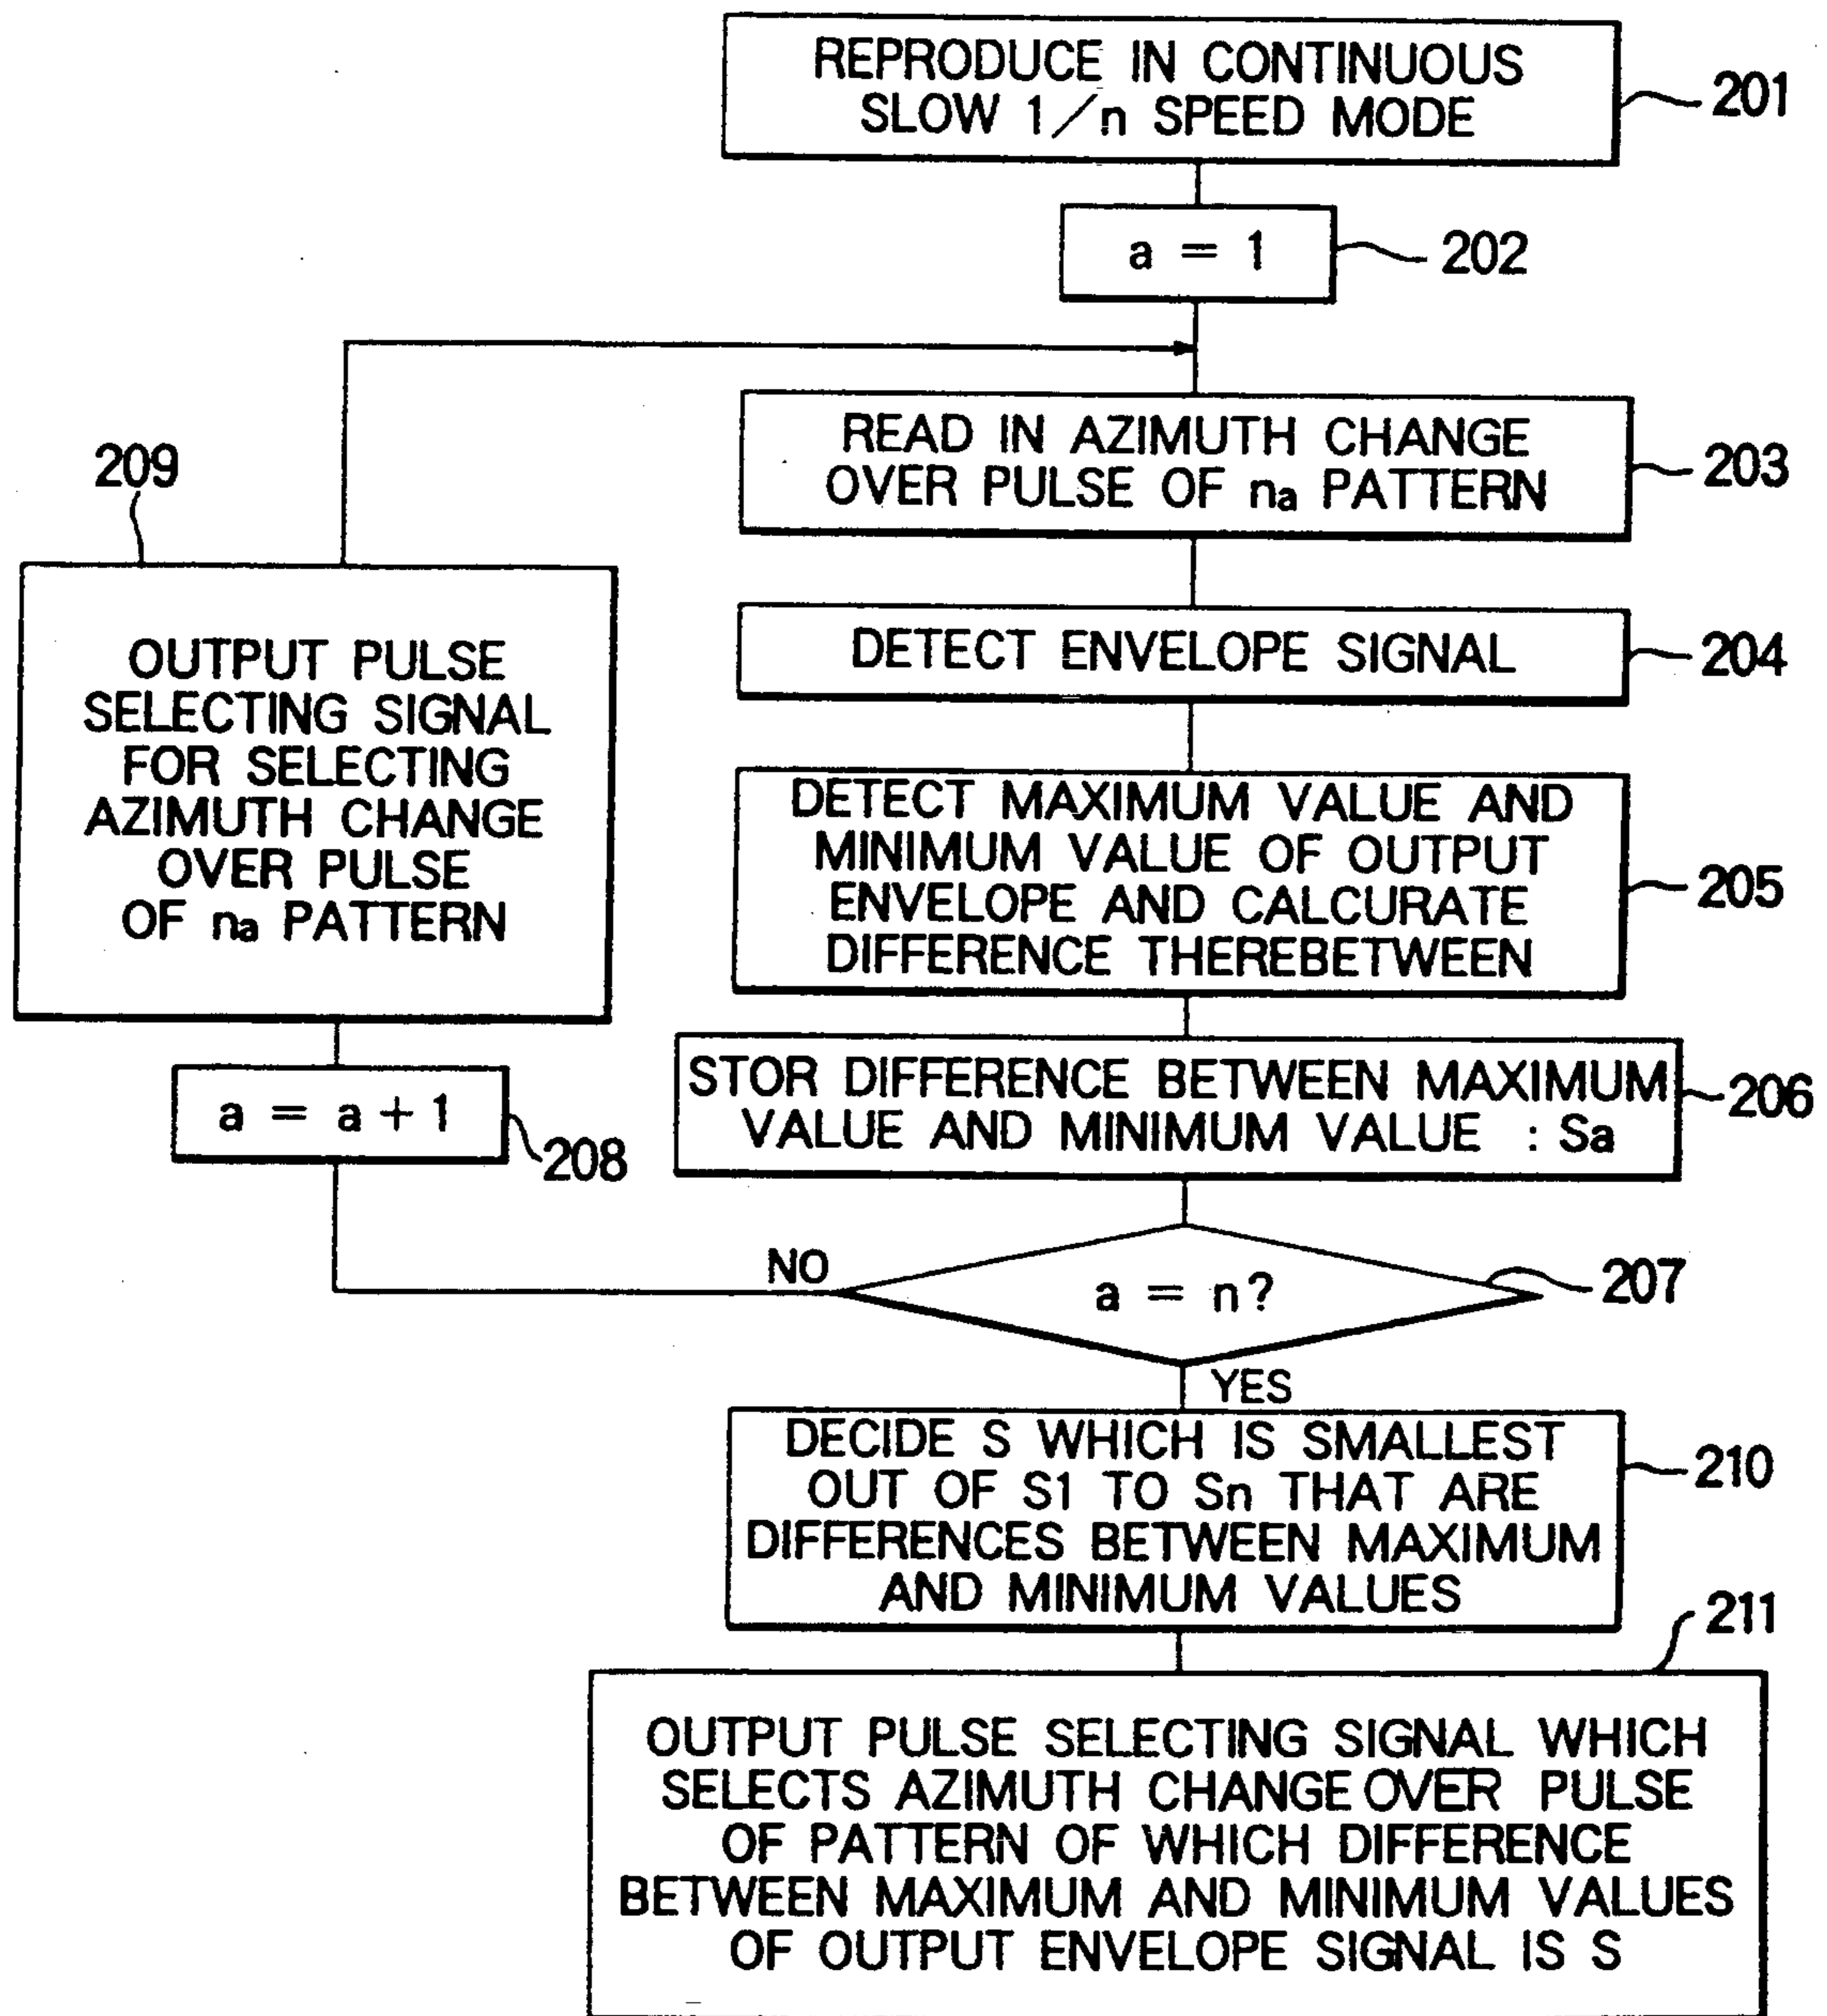 REPRODUCE IN CONTINUOUS
SLOW 1/n SPEED MODE
201
a = 1
202
READ IN AZIMUTH CHANGE
OVER PULSE OF na PATTERN
203
DETECT ENVELOPE SIGNAL
204
DETECT MAXIMUM VALUE AND
MINIMUM VALUE OF OUTPUT
ENVELOPE AND CALCURATE
DIFFERENCE THEREBETWEEN
205
STOR DIFFERENCE BETWEEN MAXIMUM
VALUE AND MINIMUM VALUE : Sa
206
a = n?
207
NO
YES
a = a + 1
208
209
OUTPUT PULSE
SELECTING SIGNAL
FOR SELECTING
AZIMUTH CHANGE
OVER PULSE
OF na PATTERN
DECIDE S WHICH IS SMALLEST
OUT OF S1 TO Sn THAT ARE
DIFFERENCES BETWEEN MAXIMUM
AND MINIMUM VALUES
210
211
OUTPUT PULSE SELECTING SIGNAL WHICH
SELECTS AZIMUTH CHANGE OVER PULSE
OF PATTERN OF WHICH DIFFERENCE
BETWEEN MAXIMUM AND MINIMUM VALUES
OF OUTPUT ENVELOPE SIGNAL IS S